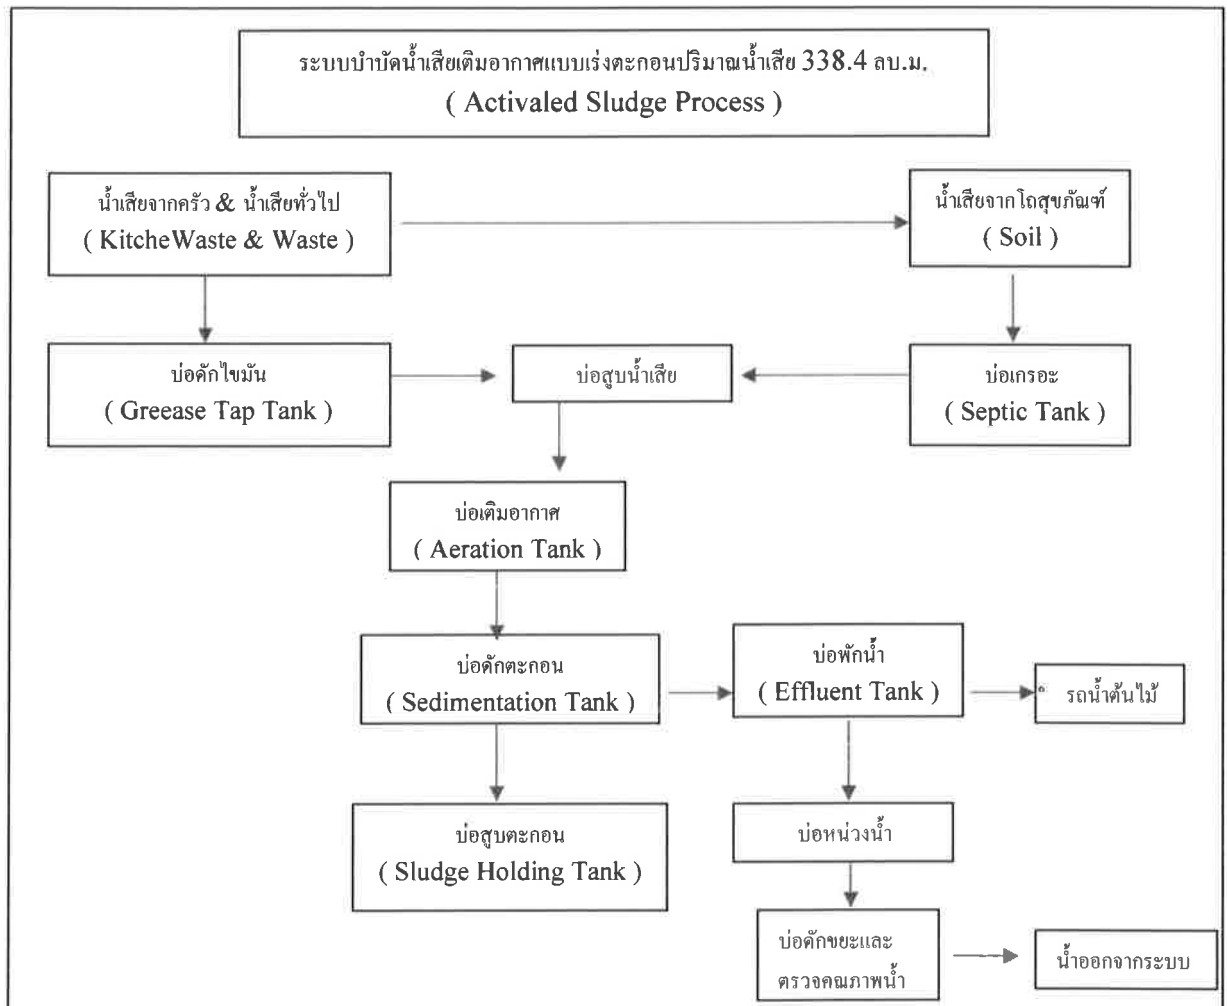 ระบบบำบัดน้ำเสียเติมอากาศแบบเร่งตะกอนปริมาณน้ำเสีย 338.4 ลบ.ม.
( Activaled Sludge Process )
น้ำเสียจากครัว & น้ำเสียทั่วไป
( KitcheWaste & Waste )
น้ำเสียจากโถสุขภัณฑ์
( Soil )
บ่อดักไขมัน
( Greease Tap Tank )
บ่อสูบน้ำเสีย
บ่อเกรอะ
( Septic Tank )
บ่อเติมอากาศ
( Aeration Tank )
บ่อดักตะกอน
( Sedimentation Tank )
บ่อพักน้ำ
( Effluent Tank )
รถน้ำต้นไม้
บ่อสูบตะกอน
( Sludge Holding Tank )
บ่อหน่วงน้ำ
บ่อดักขยะและ
ตรวจคุณภาพน้ำ
น้ำออกจากระบบ